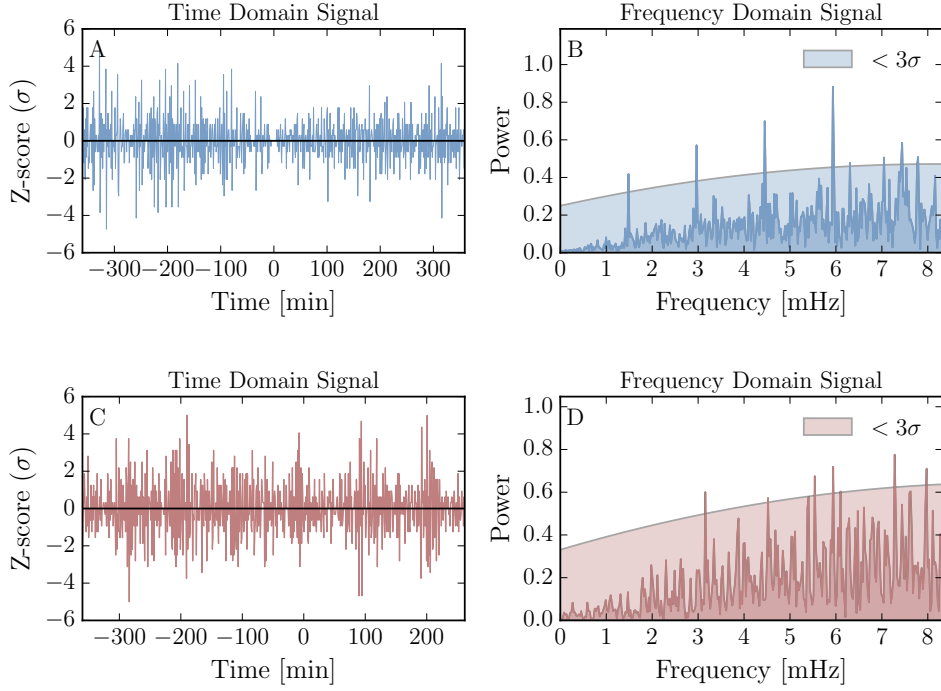 Time Domain Signal
A
6
4
2
0
−2
−4
−6
Z-score (σ)
−300 −200 −100 0 100 200 300
Time [min]
Frequency Domain Signal
B
< 3σ
1.0
0.8
0.6
0.4
0.2
0.0
Power
0 1 2 3 4 5 6 7 8
Frequency [mHz]
Time Domain Signal
C
6
4
2
0
−2
−4
−6
Z-score (σ)
−300 −200 −100 0 100 200
Time [min]
Frequency Domain Signal
D
< 3σ
1.0
0.8
0.6
0.4
0.2
0.0
Power
0 1 2 3 4 5 6 7 8
Frequency [mHz]